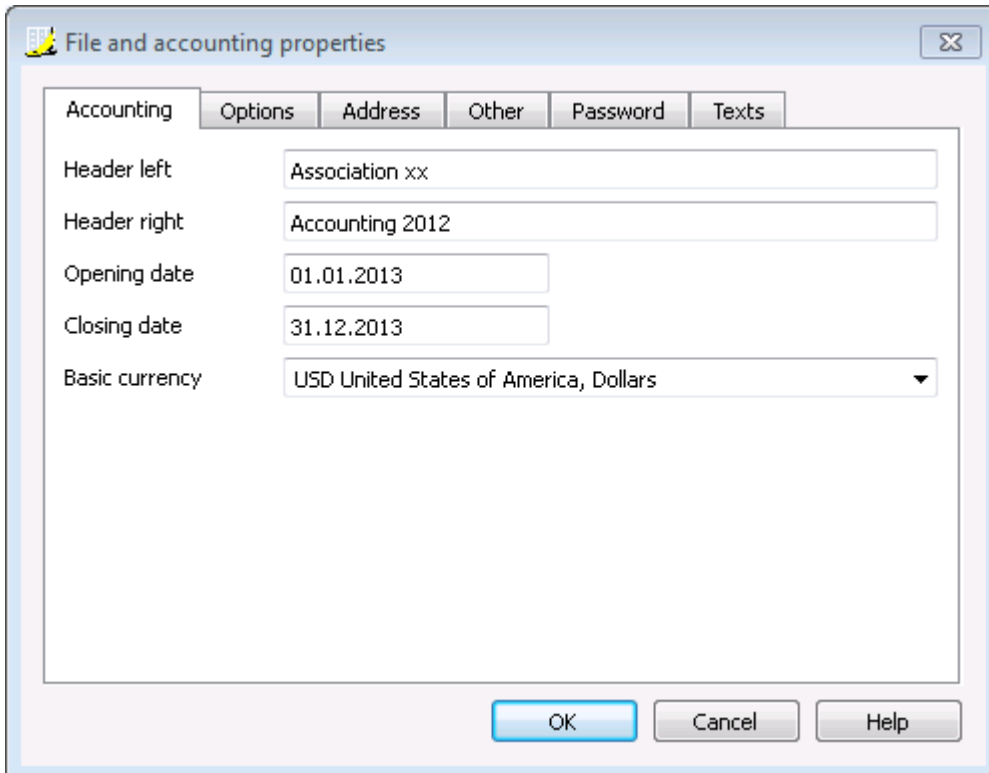 File and accounting properties
Accounting Options Address Other Password Texts
Header left Association xx
Header right Accounting 2012
Opening date 01.01.2013
Closing date 31.12.2013
Basic currency USD United States of America, Dollars
OK Cancel Help